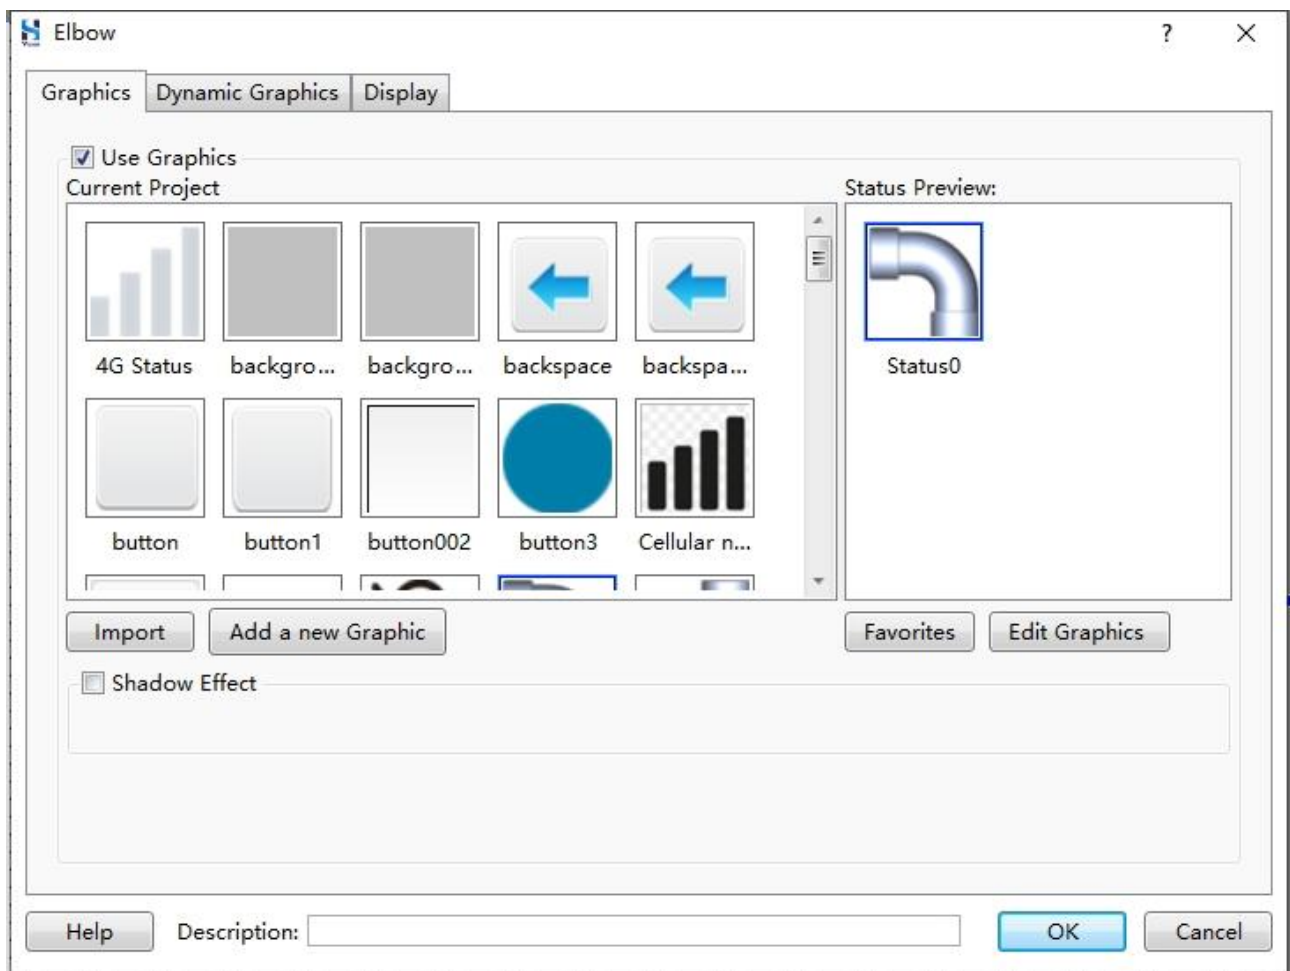 Elbow
?
Graphics Dynamic Graphics Display
Use Graphics
Current Project Status Preview:
4G Status backgro... backgro... backspace backspa... Status0
button button1 button002 button3 Cellular n...
Import Add a new Graphic Favorites Edit Graphics
Shadow Effect
Help Description: OK Cancel